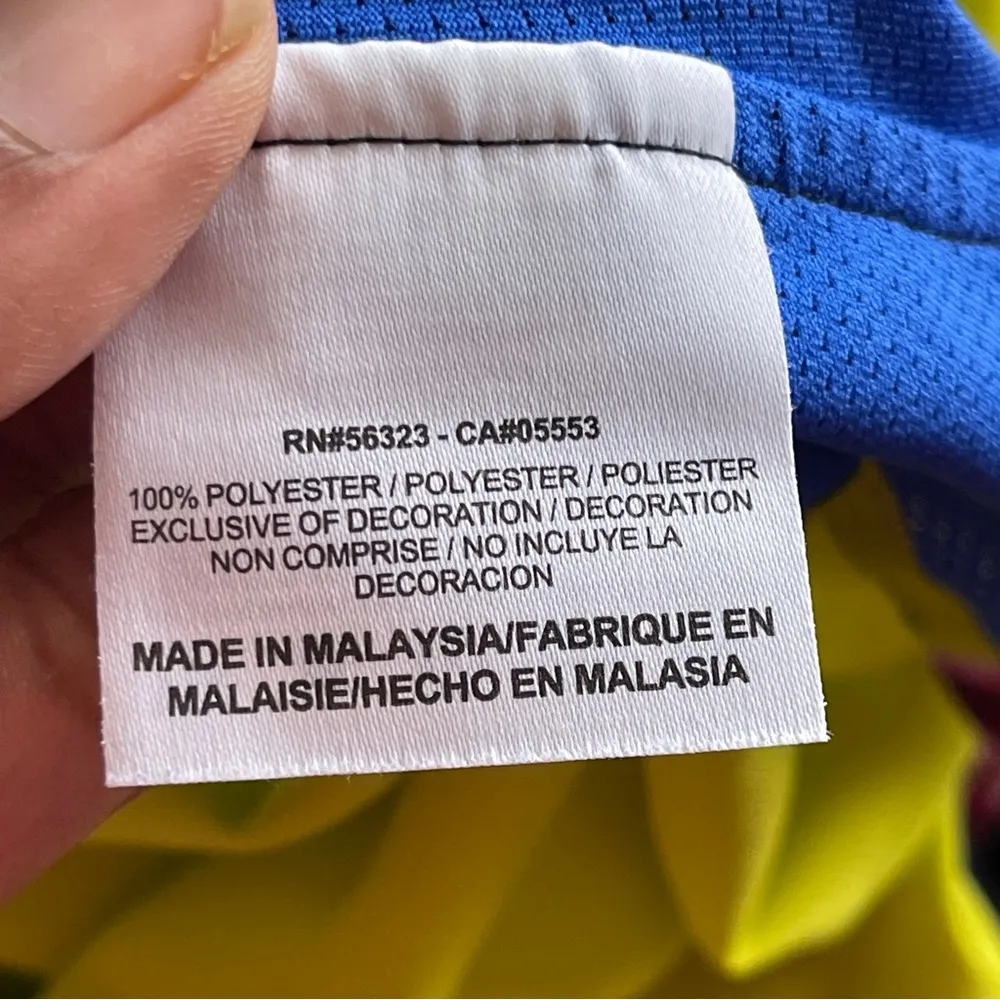 RN#56323 - CA#05553
100% POLYESTER / POLYESTER / POLIESTER
EXCLUSIVE OF DECORATION / DECORATION
NON COMPRISE / NO INCLUYE LA
DECORACION
MADE IN MALAYSIA/FABRIQUE EN
MALAISIE/HECHO EN MALASIA